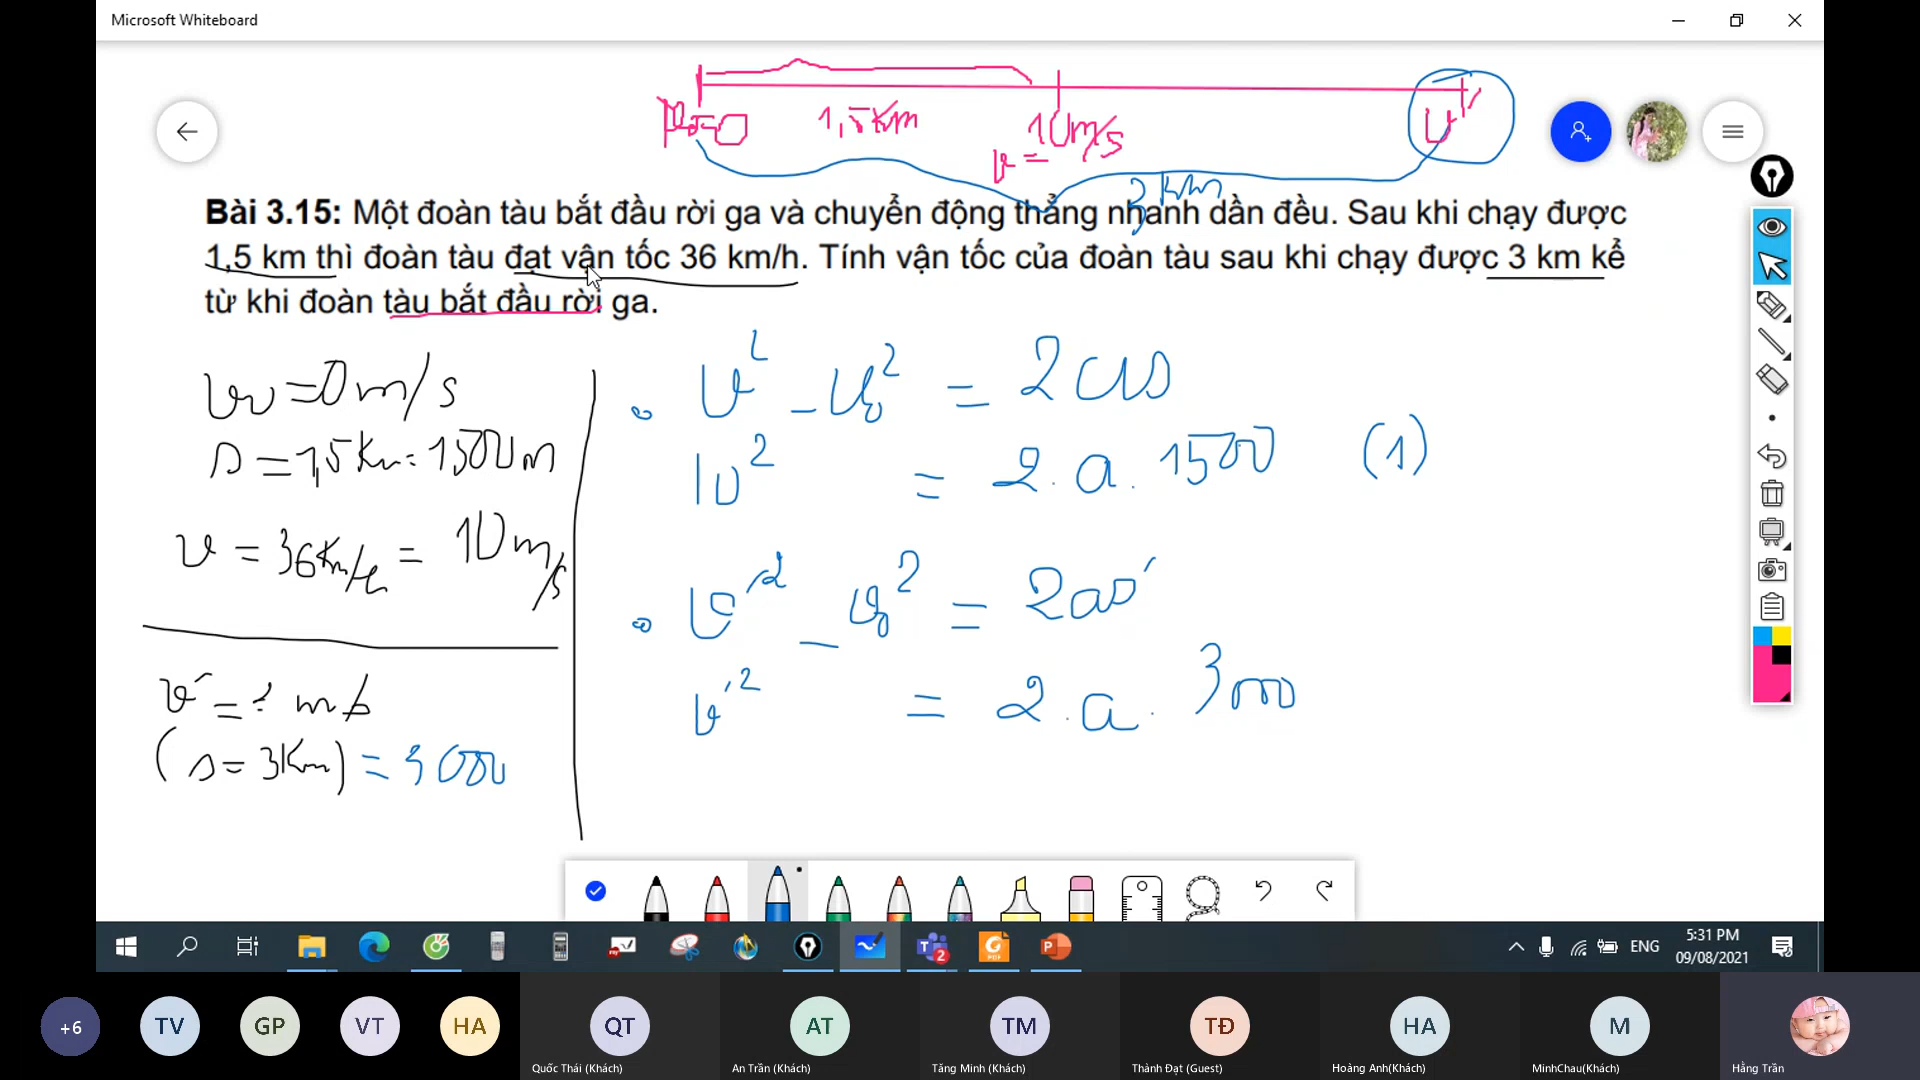 Microsoft Whiteboard
1,5 km
10 m/s
v =
v'
3 km
Bài 3.15: Một đoàn tàu bắt đầu rời ga và chuyển động thẳng nhanh dần đều. Sau khi chạy được
1,5 km thì đoàn tàu đạt vận tốc 36 km/h. Tính vận tốc của đoàn tàu sau khi chạy được 3 km kể
từ khi đoàn tàu bắt đầu rời ga.
v₀ = 0 m/s
s = 1,5 km = 1500 m
v = 36 km/h = 10 m/s
v' = ? m/s
(s = 3 km) = 3000
v² - v₀² = 2as
10² = 2 . a . 1500 (1)
v'² - v₀² = 2as'
v'² = 2 . a . 3000
ENG
5:31 PM
09/08/2021
2
+6
TV
GP
VT
HA
QT
AT
TM
TĐ
HA
M
Quốc Thái (Khách)
An Trần (Khách)
Tăng Minh (Khách)
Thành Đạt (Guest)
Hoàng Anh(Khách)
MinhChau(Khách)
Hằng Trần